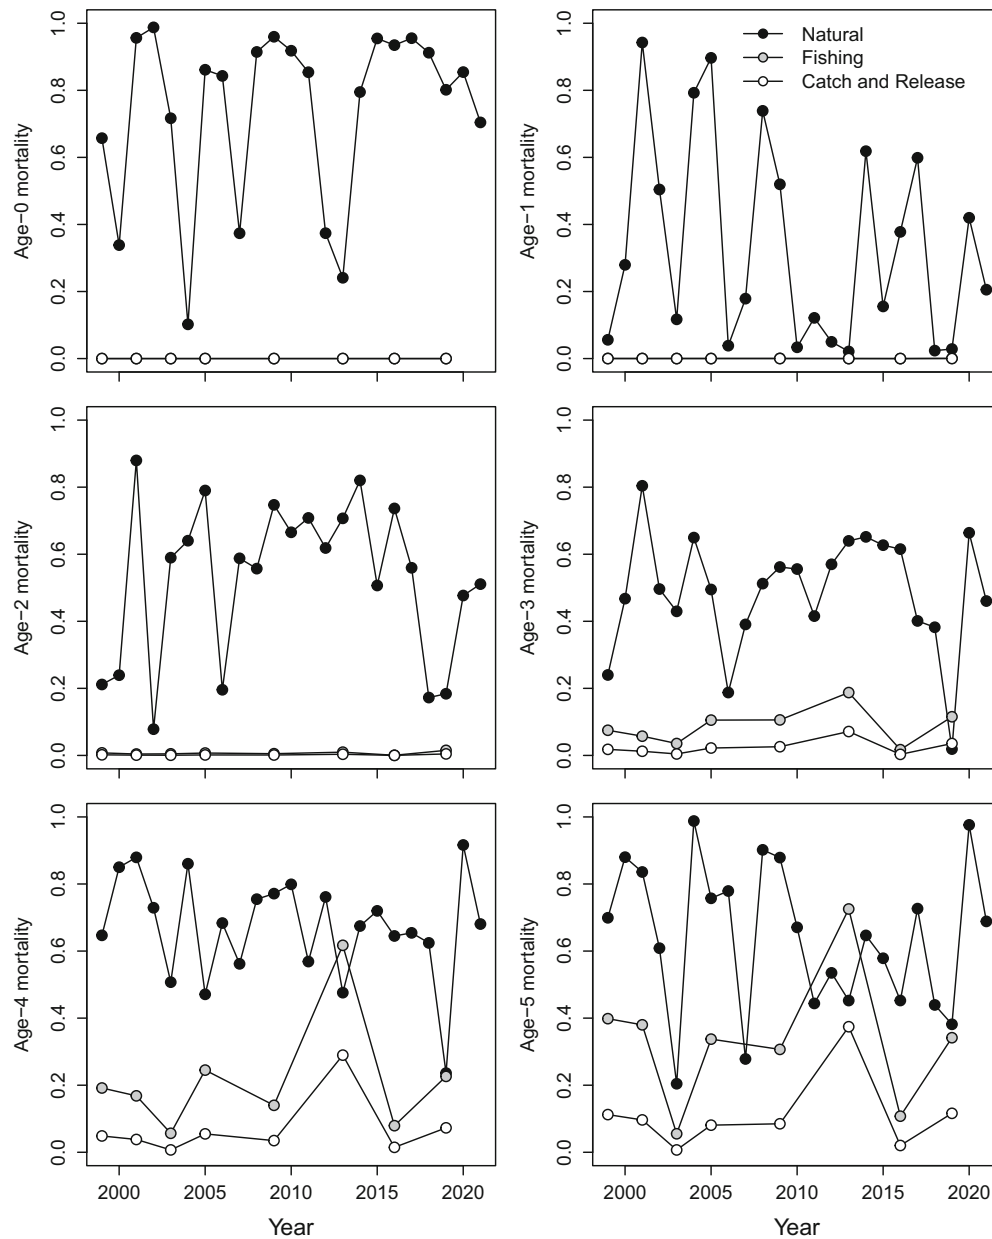 Age−0 mortality
0.0 0.2 0.4 0.6 0.8 1.0
Age−1 mortality
0.0 0.2 0.4 0.6 0.8 1.0
Natural
Fishing
Catch and Release
Age−2 mortality
0.0 0.2 0.4 0.6 0.8 1.0
Age−3 mortality
0.0 0.2 0.4 0.6 0.8 1.0
Age−4 mortality
0.0 0.2 0.4 0.6 0.8 1.0
2000 2005 2010 2015 2020
Year
Age−5 mortality
0.0 0.2 0.4 0.6 0.8 1.0
2000 2005 2010 2015 2020
Year